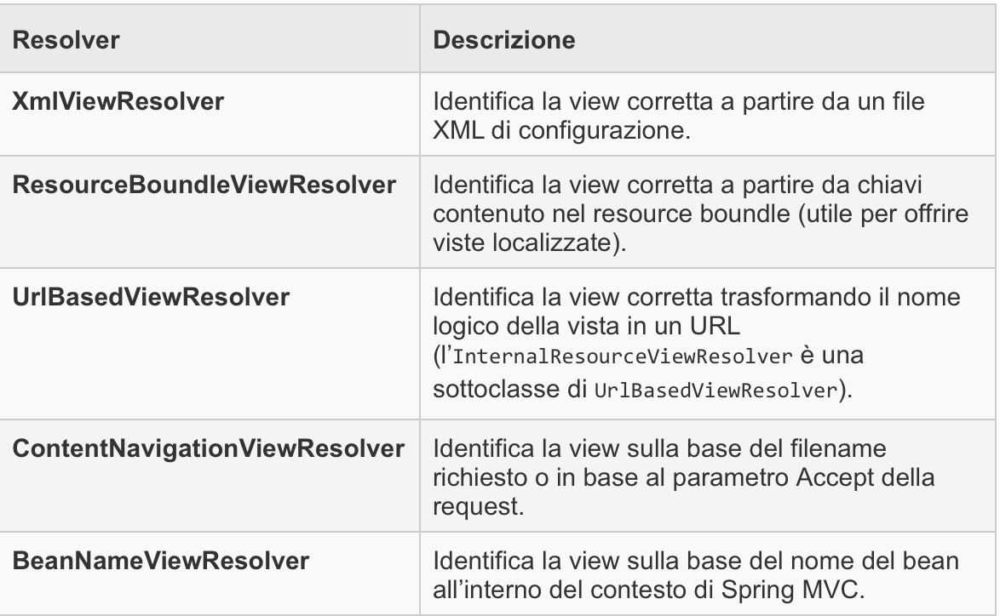 Resolver
Descrizione
XmlViewResolver
Identifica la view corretta a partire da un file
XML di configurazione.
ResourceBoundleViewResolver
Identifica la view corretta a partire da chiavi
contenuto nel resource boundle (utile per offrire
viste localizzate).
UrlBasedViewResolver
Identifica la view corretta trasformando il nome
logico della vista in un URL
(l’InternalResourceViewResolver è una
sottoclasse di UrlBasedViewResolver).
ContentNavigationViewResolver
Identifica la view sulla base del filename
richiesto o in base al parametro Accept della
request.
BeanNameViewResolver
Identifica la view sulla base del nome del bean
all’interno del contesto di Spring MVC.